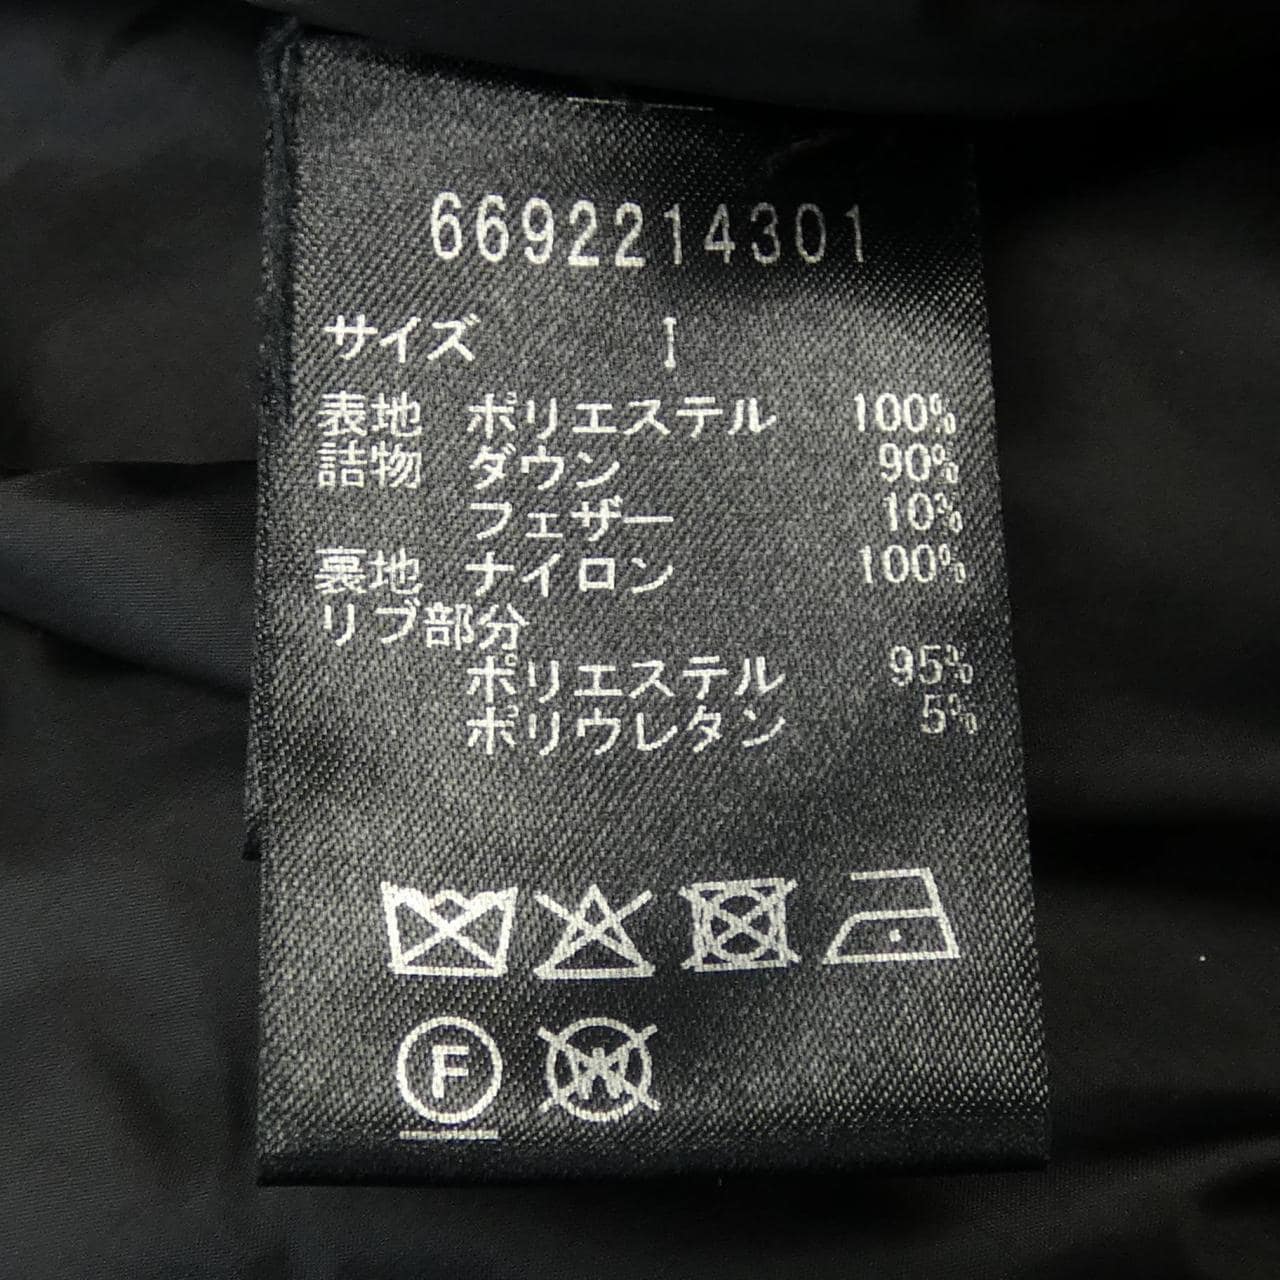 6692214301
サイズ I
表地 ポリエステル 100%
詰物 ダウン 90%
フェザー 10%
裏地 ナイロン 100%
リブ部分
ポリエステル 95%
ポリウレタン 5%
F W